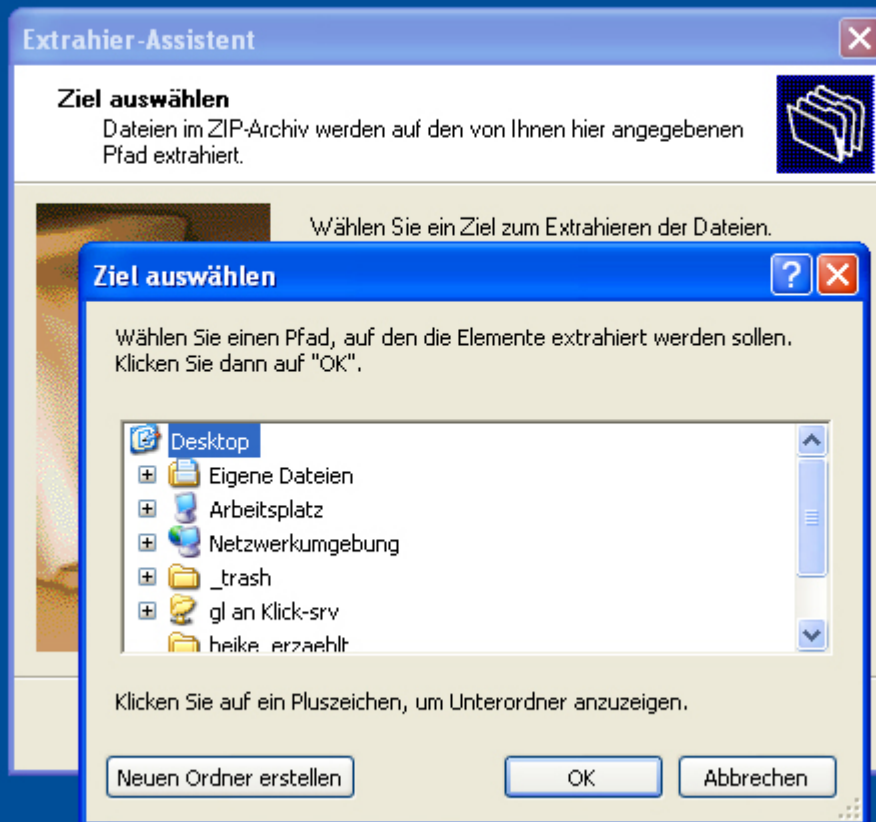 Extrahier-Assistent
Ziel auswählen
Dateien im ZIP-Archiv werden auf den von Ihnen hier angegebenen
Pfad extrahiert.
Wählen Sie ein Ziel zum Extrahieren der Dateien.
Ziel auswählen
Wählen Sie einen Pfad, auf den die Elemente extrahiert werden sollen.
Klicken Sie dann auf "OK".
Desktop
Eigene Dateien
Arbeitsplatz
Netzwerkumgebung
_trash
gl an Klick-srv
heike_erzaehlt
Klicken Sie auf ein Pluszeichen, um Unterordner anzuzeigen.
Neuen Ordner erstellen
OK
Abbrechen